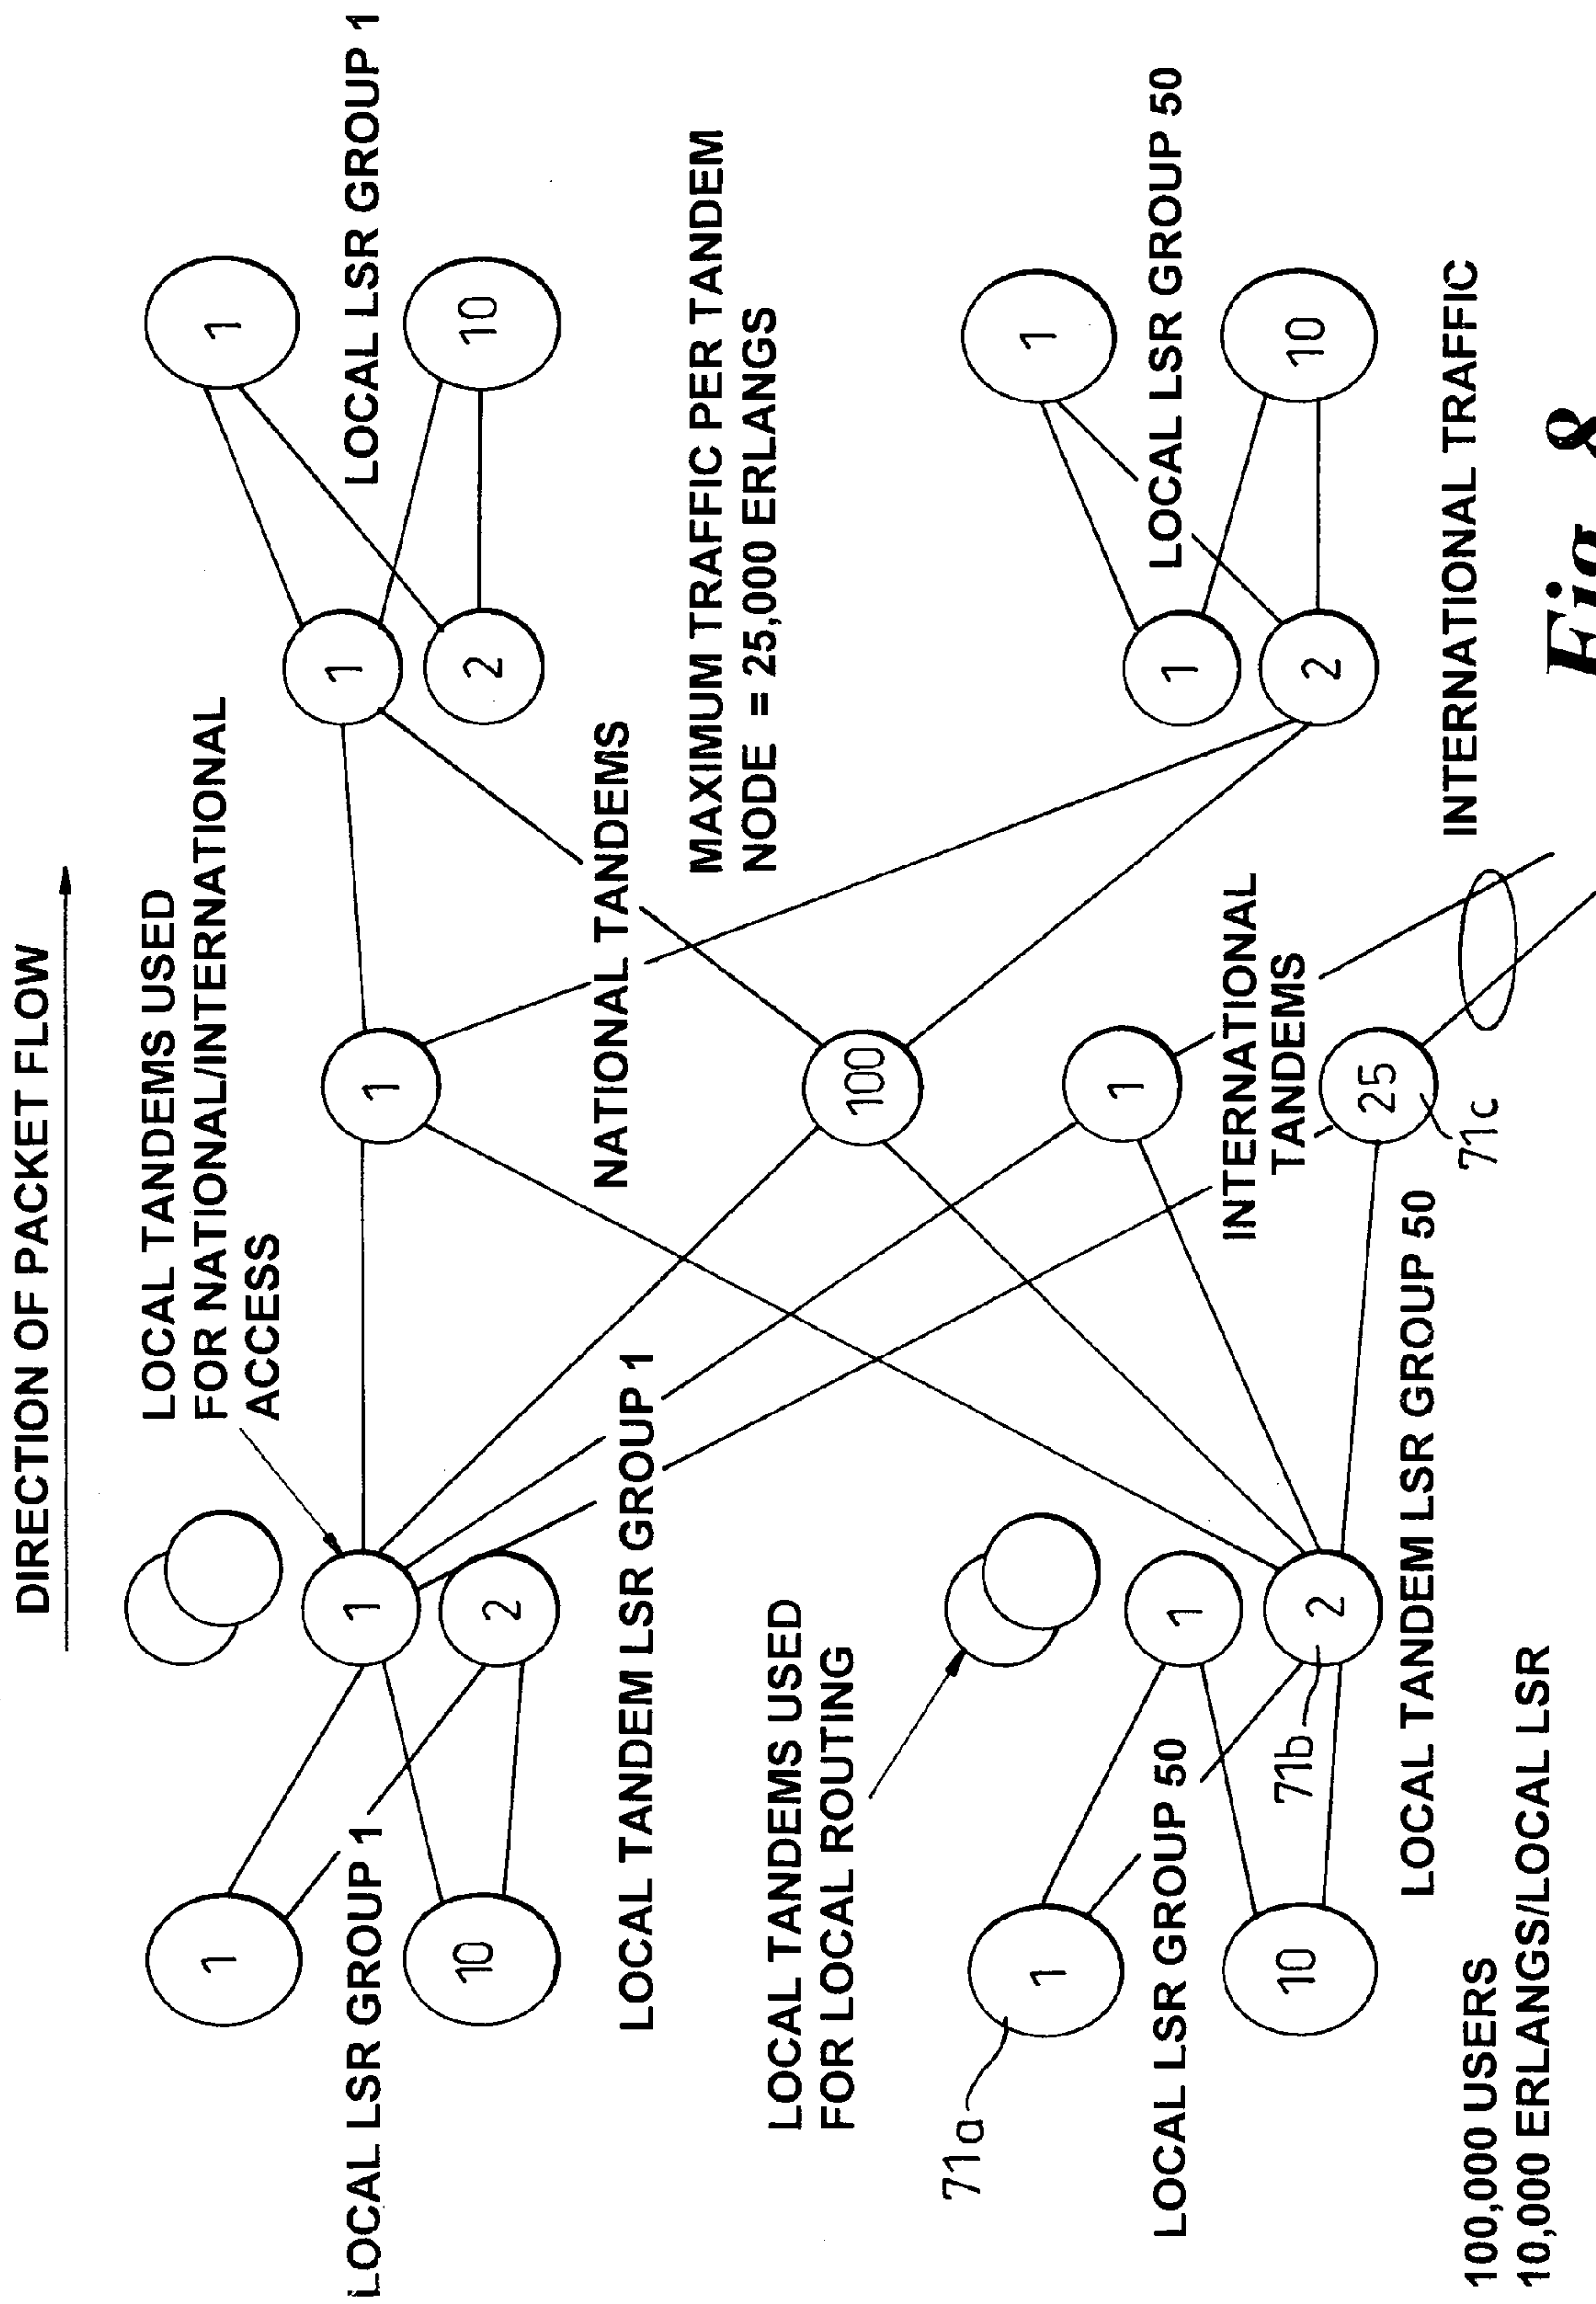 DIRECTION OF PACKET FLOW
LOCAL TANDEMS USED
FOR NATIONAL/INTERNATIONAL
ACCESS
1
1
1
1
1
LOCAL LSR GROUP 1
LOCAL LSR GROUP 1
10
2
2
10
LOCAL TANDEM LSR GROUP 1
NATIONAL TANDEMS
MAXIMUM TRAFFIC PER TANDEM
NODE = 25,000 ERLANGS
LOCAL TANDEMS USED
FOR LOCAL ROUTING
100
71a
1
1
1
1
1
LOCAL LSR GROUP 50
LOCAL LSR GROUP 50
INTERNATIONAL
TANDEMS
10
71b
2
2
10
25
71c
LOCAL TANDEM LSR GROUP 50
INTERNATIONAL TRAFFIC
100,000 USERS
10,000 ERLANGS/LOCAL LSR
Fig. 8